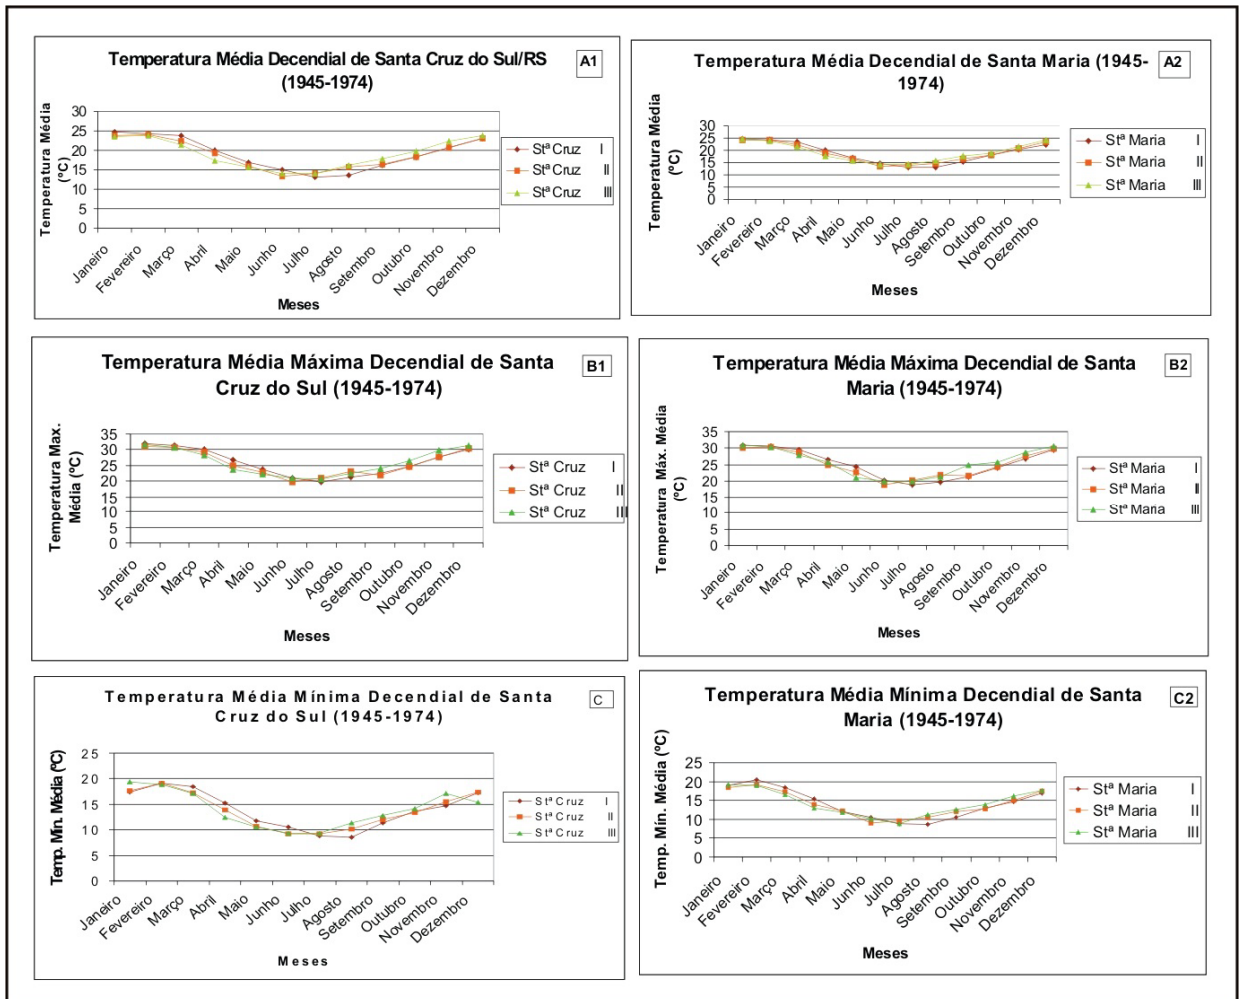 Temperatura Média Decendial de Santa Cruz do Sul/RS
(1945-1974)
A1
Temperatura Média
(ºC)
30
25
20
15
10
5
0
Janeiro
Fevereiro
Março
Abril
Maio
Junho
Julho
Agosto
Setembro
Outubro
Novembro
Dezembro
Meses
Stª Cruz I
Stª Cruz II
Stª Cruz III
Temperatura Média Decendial de Santa Maria (1945-
1974)
A2
Temperatura Média
(ºC)
30
25
20
15
10
5
0
Janeiro
Fevereiro
Março
Abril
Maio
Junho
Julho
Agosto
Setembro
Outubro
Novembro
Dezembro
Meses
Stª Maria I
Stª Maria II
Stª Maria III
Temperatura Média Máxima Decendial de Santa
Cruz do Sul (1945-1974)
B1
Temperatura Max.
Média (ºC)
35
30
25
20
15
10
5
0
Janeiro
Fevereiro
Março
Abril
Maio
Junho
Julho
Agosto
Setembro
Outubro
Novembro
Dezembro
Meses
Stª Cruz I
Stª Cruz II
Stª Cruz III
Temperatura Média Máxima Decendial de Santa
Maria (1945-1974)
B2
Temperatura Máx. Média
(ºC)
35
30
25
20
15
10
5
0
Janeiro
Fevereiro
Março
Abril
Maio
Junho
Julho
Agosto
Setembro
Outubro
Novembro
Dezembro
Meses
Stª Maria I
Stª Maria II
Stª Maria III
Temperatura Média Mínima Decendial de Santa
Cruz do Sul (1945-1974)
C
Temp. Mín. Média (ºC)
25
20
15
10
5
0
Janeiro
Fevereiro
Março
Abril
Maio
Junho
Julho
Agosto
Setembro
Outubro
Novembro
Dezembro
Meses
Stª Cruz I
Stª Cruz II
Stª Cruz III
Temperatura Média Mínima Decendial de Santa
Maria (1945-1974)
C2
Temp. Mín. Média (ºC)
25
20
15
10
5
0
Janeiro
Fevereiro
Março
Abril
Maio
Junho
Julho
Agosto
Setembro
Outubro
Novembro
Dezembro
Meses
Stª Maria I
Stª Maria II
Stª Maria III